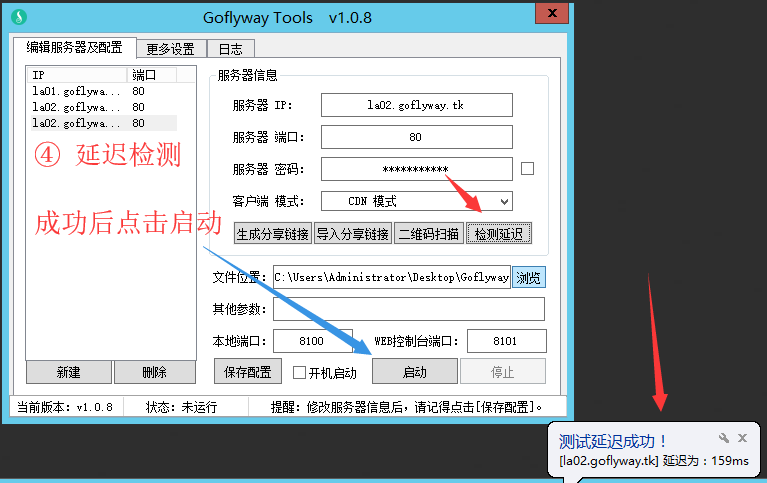 Goflyway Tools v1.0.8
编辑服务器及配置 更多设置 日志
IP 端口
la01.goflywa... 80
la02.goflywa... 80
la02.goflywa... 80
④ 延迟检测
成功后点击启动
新建 删除
服务器信息
服务器 IP: la02.goflyway.tk
服务器 端口: 80
服务器 密码: ***********
客户端 模式: CDN 模式
生成分享链接 导入分享链接 二维码扫描 检测延迟
文件位置: C:\Users\Administrator\Desktop\Goflyway 浏览
其他参数:
本地端口: 8100 WEB控制台端口: 8101
保存配置 开机启动 启动 停止
当前版本: v1.0.8 状态: 未运行 提醒: 修改服务器信息后, 请记得点击[保存配置]。
测试延迟成功！
[la02.goflyway.tk] 延迟为：159ms